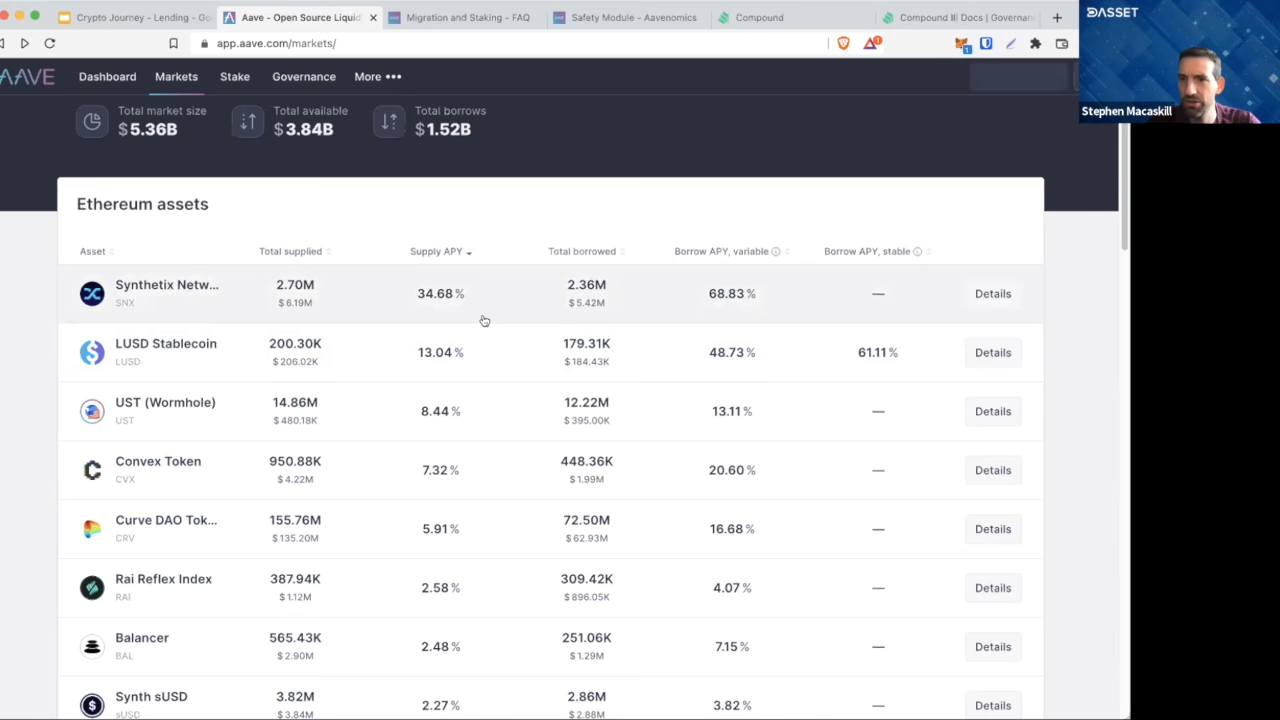 Crypto Journey - Lending - Go
Aave - Open Source Liquid
Migration and Staking - FAQ
Safety Module - Aavenomics
Compound
Compound III Docs | Governan
app.aave.com/markets/
1
1
DASSET
Stephen Macaskill
AAVE
Dashboard
Markets
Stake
Governance
More •••
Total market size
$5.36B
Total available
$3.84B
Total borrows
$1.52B
Ethereum assets
Asset
Total supplied
Supply APY
Total borrowed
Borrow APY, variable
Borrow APY, stable
Synthetix Netw...
SNX
2.70M
$ 6.19M
34.68 %
2.36M
$ 5.42M
68.83 %
—
Details
LUSD Stablecoin
LUSD
200.30K
$ 206.02K
13.04 %
179.31K
$ 184.43K
48.73 %
61.11 %
Details
UST (Wormhole)
UST
14.86M
$ 480.18K
8.44 %
12.22M
$ 395.00K
13.11 %
—
Details
Convex Token
CVX
950.88K
$ 4.22M
7.32 %
448.36K
$ 1.99M
20.60 %
—
Details
Curve DAO Tok...
CRV
155.76M
$ 135.20M
5.91 %
72.50M
$ 62.93M
16.68 %
—
Details
Rai Reflex Index
RAI
387.94K
$ 1.12M
2.58 %
309.42K
$ 896.05K
4.07 %
—
Details
Balancer
BAL
565.43K
$ 2.90M
2.48 %
251.06K
$ 1.29M
7.15 %
—
Details
Synth sUSD
sUSD
3.82M
$ 3.84M
2.27 %
2.86M
$ 2.88M
3.82 %
—
Details